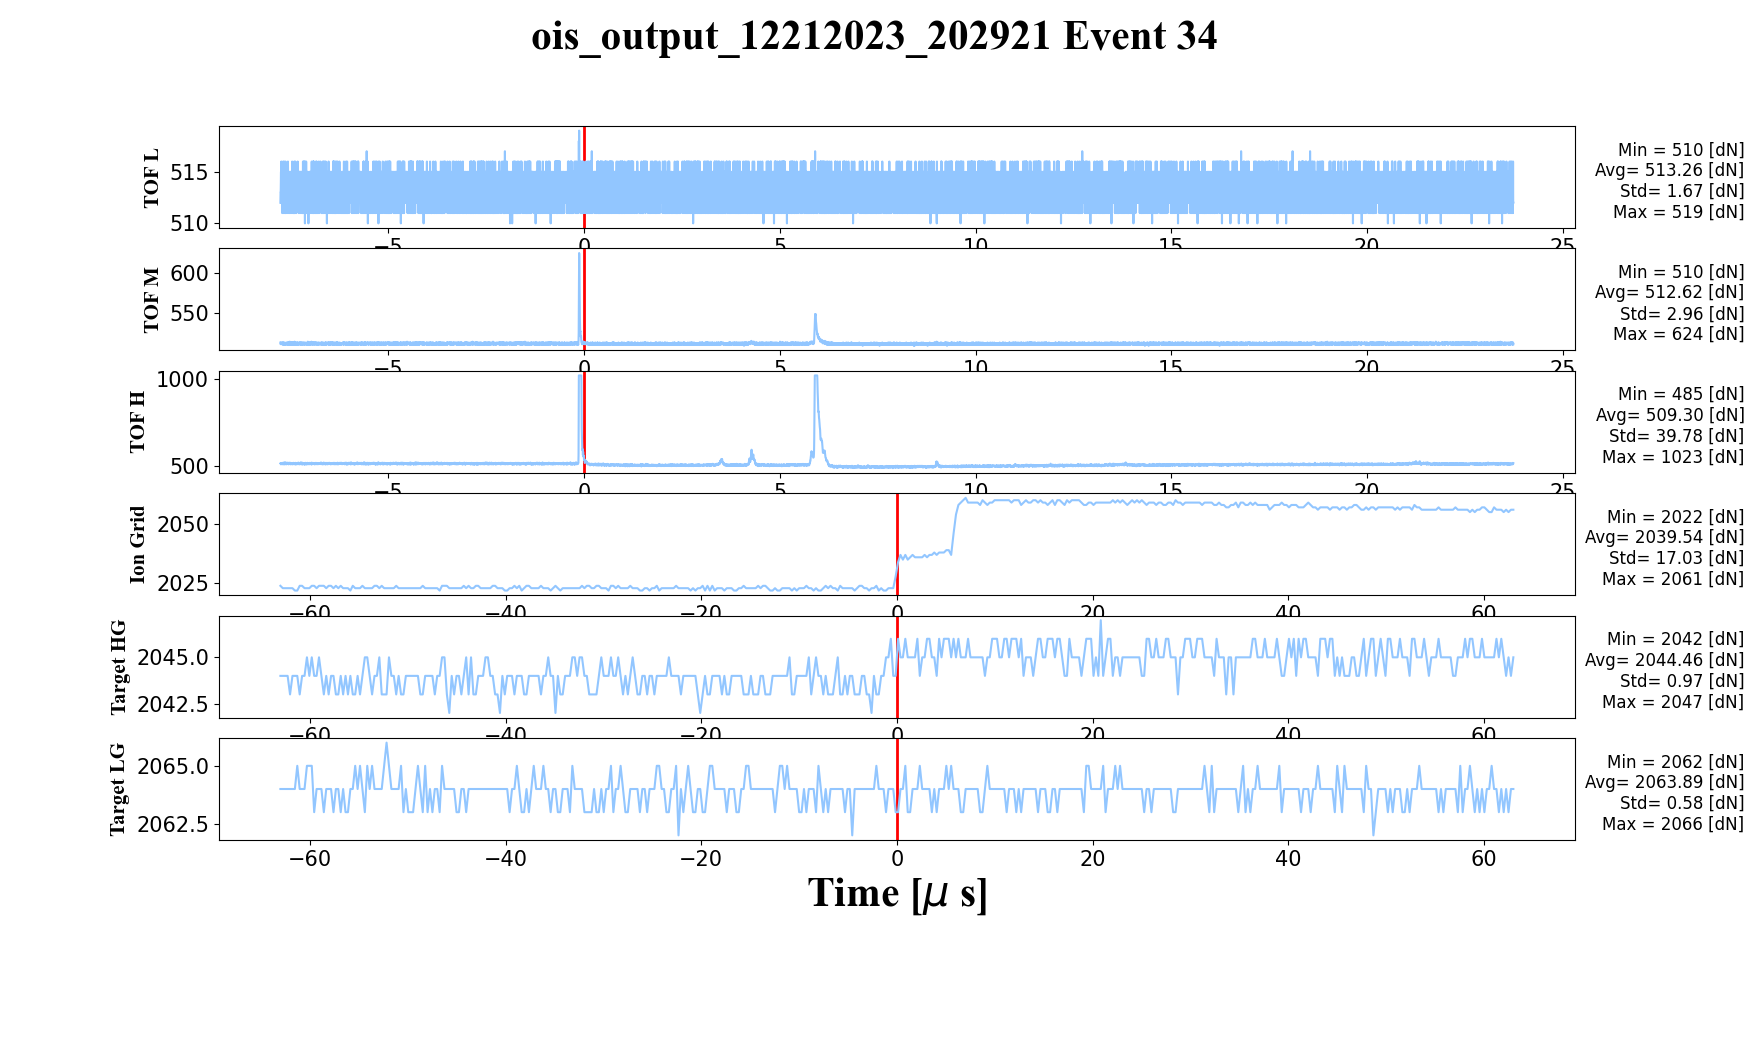 ois_output_12212023_202921 Event 34
TOF L
515
510
−5 0 5 10 15 20 25
Min = 510 [dN]
Avg= 513.26 [dN]
Std= 1.67 [dN]
Max = 519 [dN]
TOF M
600
550
−5 0 5 10 15 20 25
Min = 510 [dN]
Avg= 512.62 [dN]
Std= 2.96 [dN]
Max = 624 [dN]
TOF H
1000
500
−5 0 5 10 15 20 25
Min = 485 [dN]
Avg= 509.30 [dN]
Std= 39.78 [dN]
Max = 1023 [dN]
Ion Grid
2050
2025
−60 −40 −20 0 20 40 60
Min = 2022 [dN]
Avg= 2039.54 [dN]
Std= 17.03 [dN]
Max = 2061 [dN]
Target HG
2045.0
2042.5
−60 −40 −20 0 20 40 60
Min = 2042 [dN]
Avg= 2044.46 [dN]
Std= 0.97 [dN]
Max = 2047 [dN]
Target LG
2065.0
2062.5
−60 −40 −20 0 20 40 60
Min = 2062 [dN]
Avg= 2063.89 [dN]
Std= 0.58 [dN]
Max = 2066 [dN]
Time [μ s]